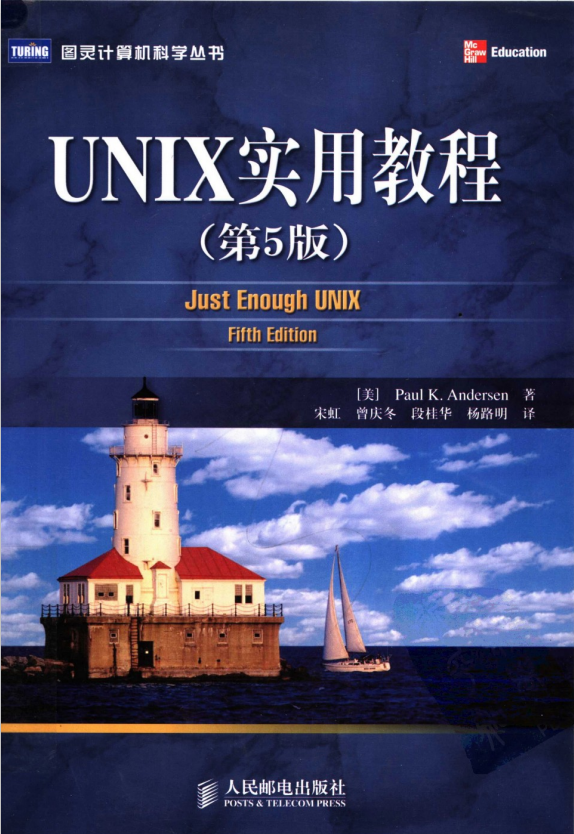 TURING 图灵计算机科学丛书
Mc Graw Hill Education
UNIX实用教程
(第5版)
Just Enough UNIX
Fifth Edition
[美] Paul K. Andersen 著
宋虹 曾庆冬 段桂华 杨路明 译
人民邮电出版社
POSTS & TELECOM PRESS